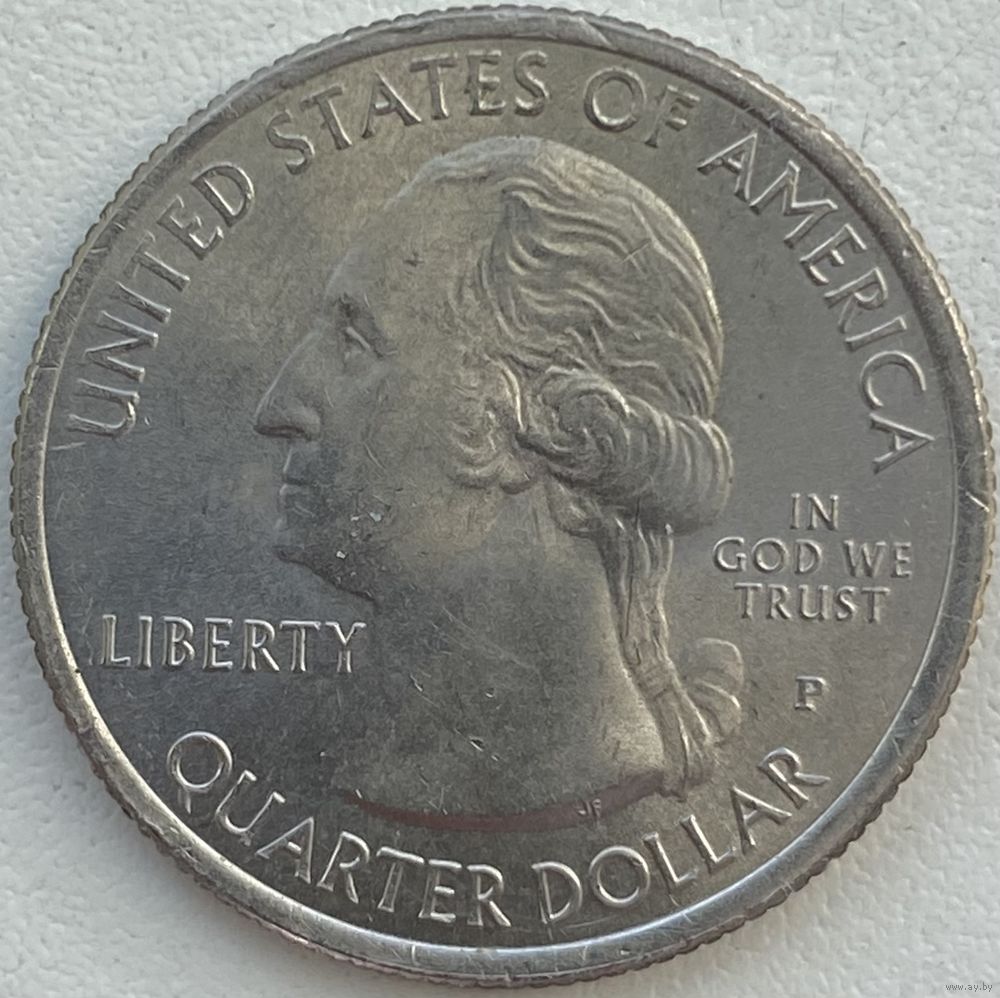 UNITED STATES OF AMERICA
IN
GOD WE
TRUST
LIBERTY
P
JF
QUARTER DOLLAR
www.ay.by